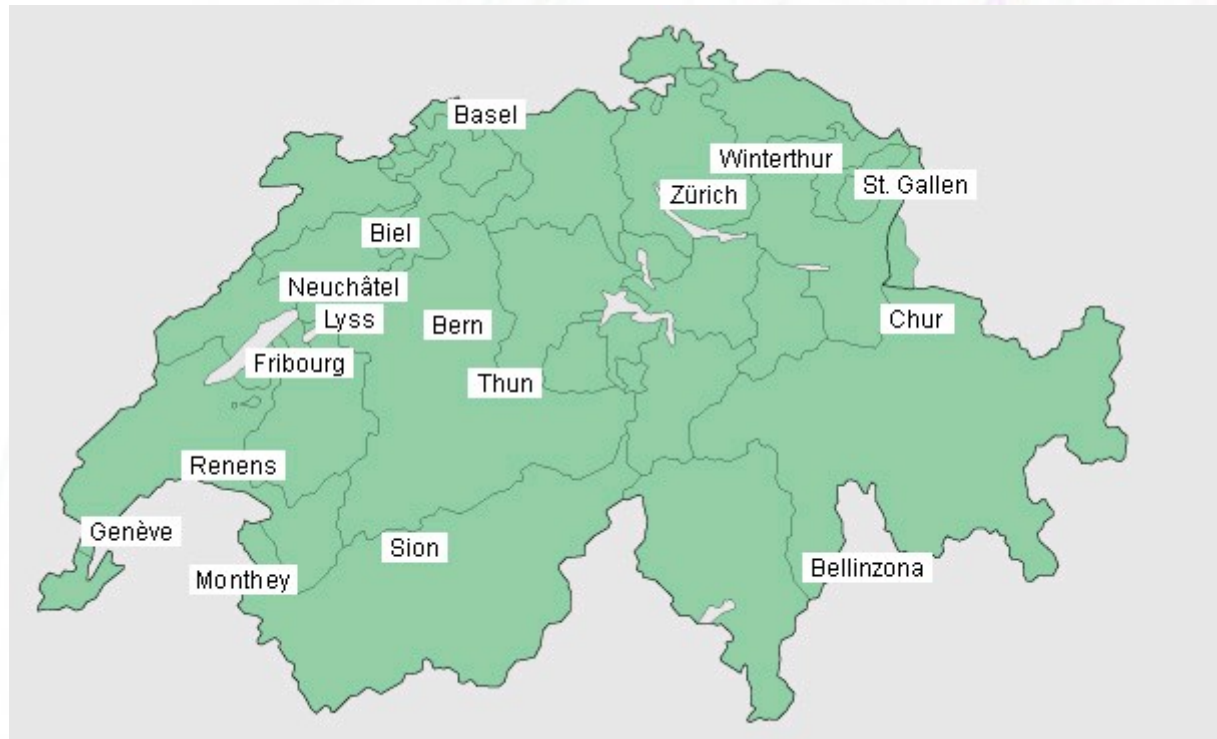 Basel
Winterthur
St. Gallen
Zürich
Biel
Neuchâtel
Lyss
Bern
Chur
Fribourg
Thun
Renens
Genève
Sion
Bellinzona
Monthey